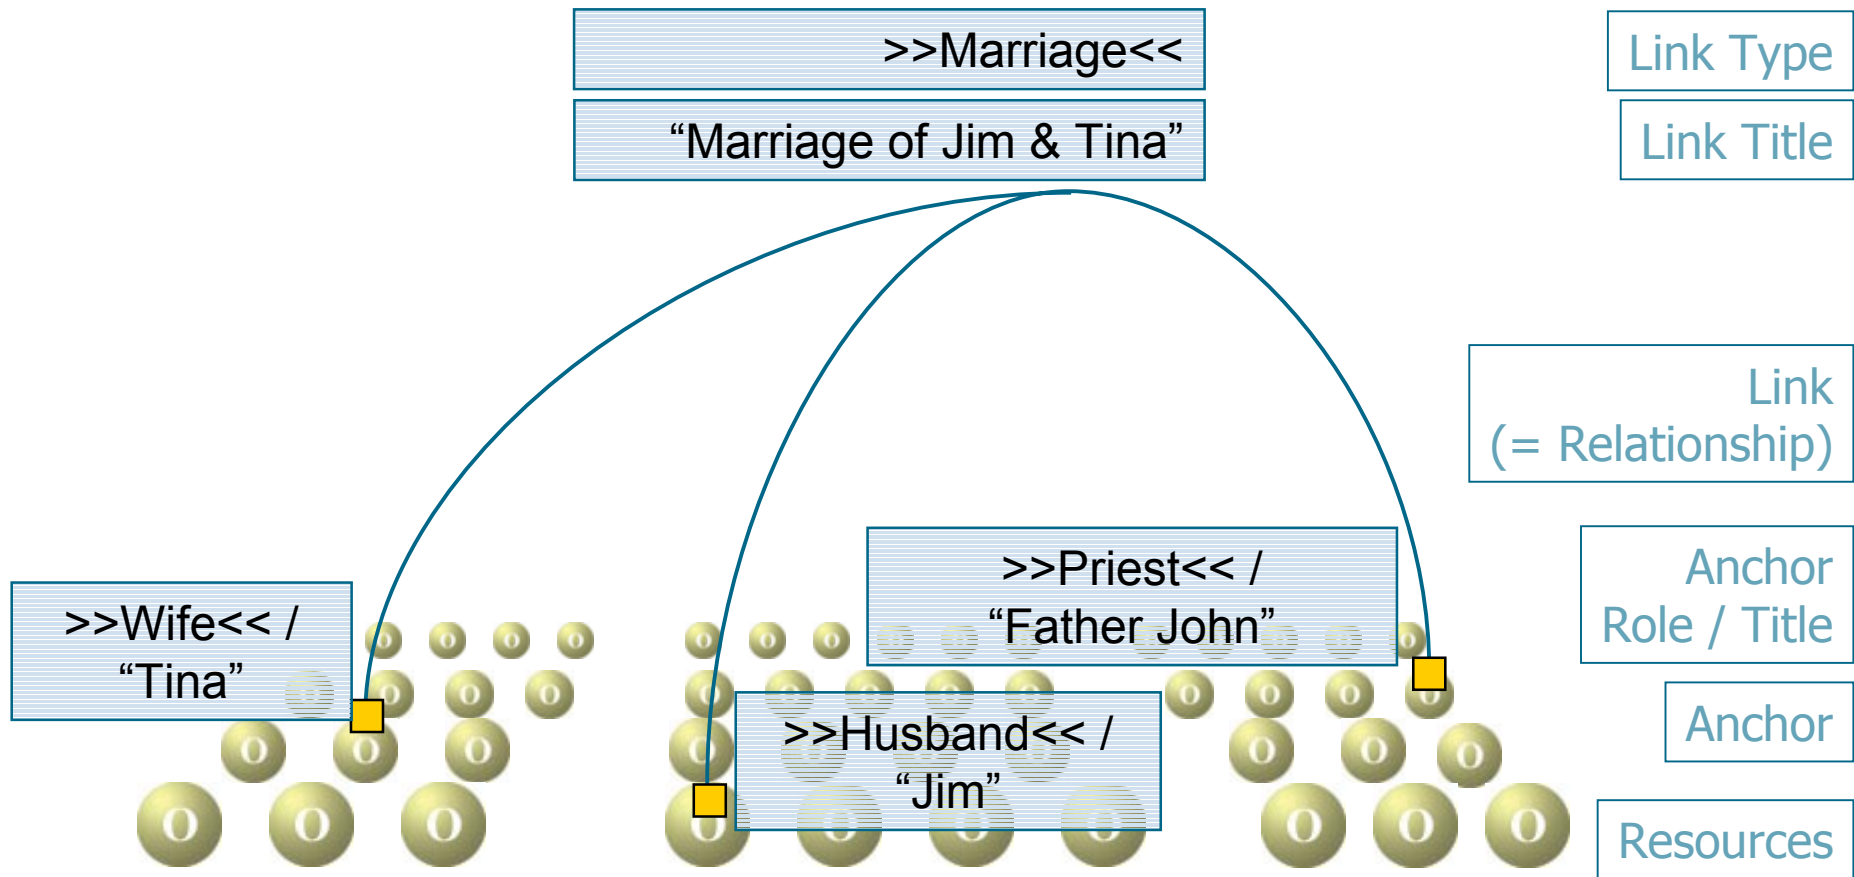 >>Marriage<<
Link Type
“Marriage of Jim & Tina”
Link Title
Link
(= Relationship)
>>Priest<< /
“Father John”
Anchor
Role / Title
>>Wife<< /
“Tina”
>>Husband<< /
“Jim”
Anchor
Resources
O O O O O O O O O O O O O O
O O O O O O O O O O O O O
O O O O O O O O O O
O O O O O O O O O O